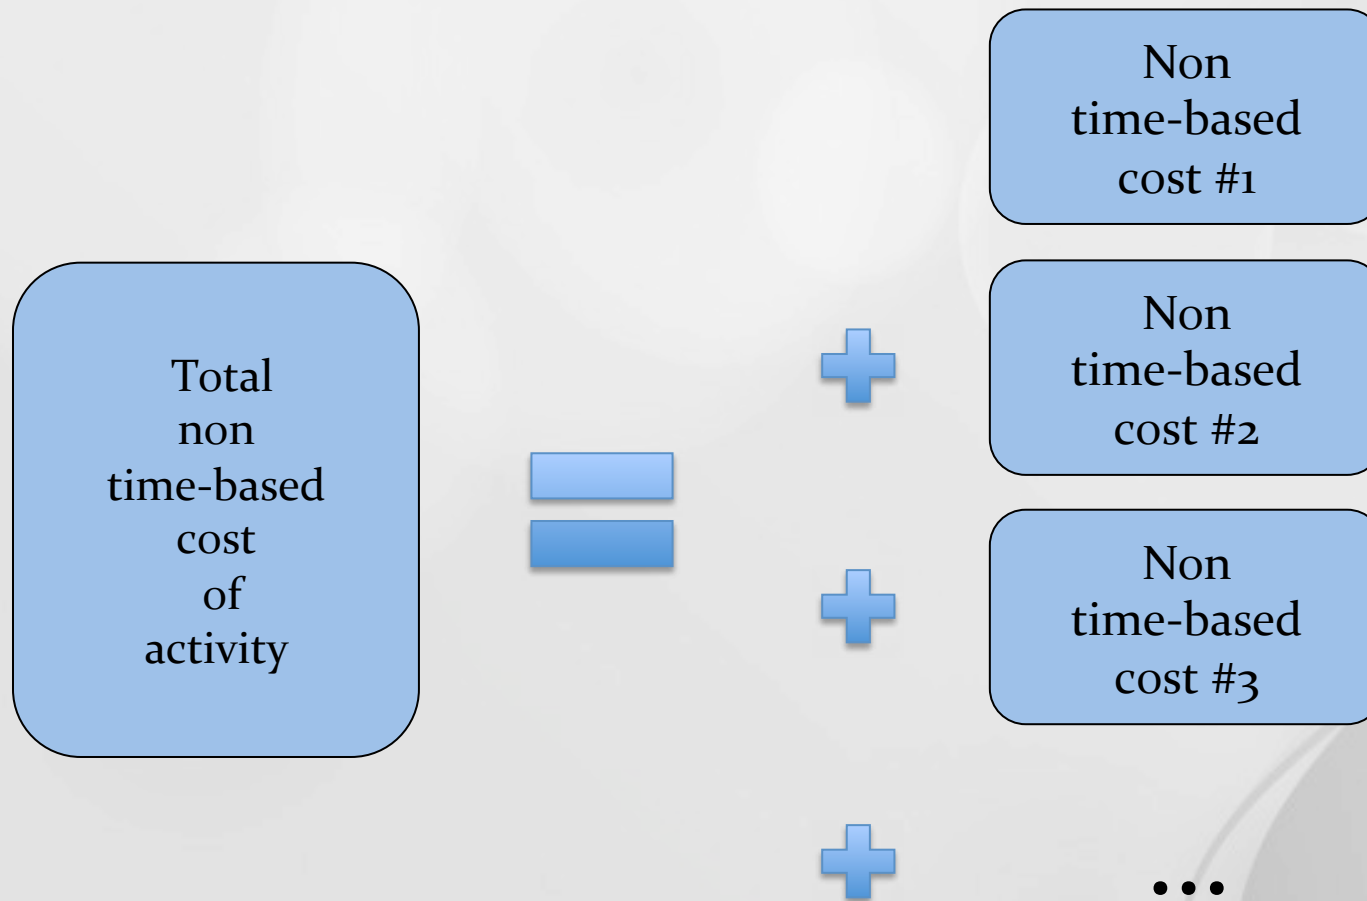 Total
non
time-based
cost
of
activity
Non
time-based
cost #1
Non
time-based
cost #2
Non
time-based
cost #3
...